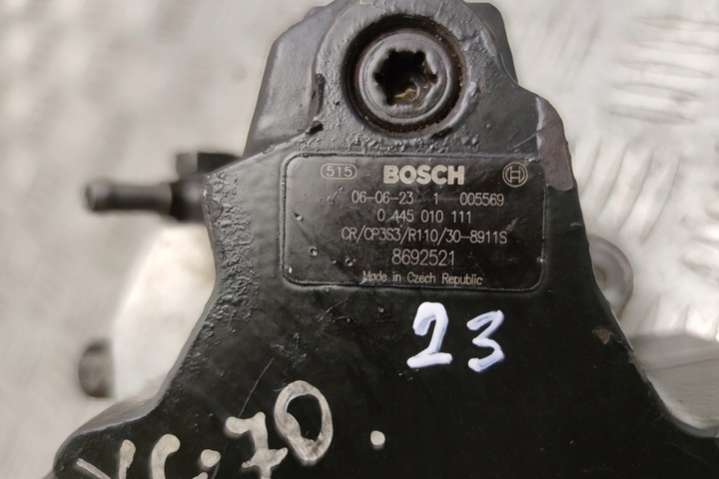 515 BOSCH
06-06-23 1 005569
0 445 010 111
CR/CP3S3/R110/30-8911S
8692521
Made in Czech Republic
23
XC70.